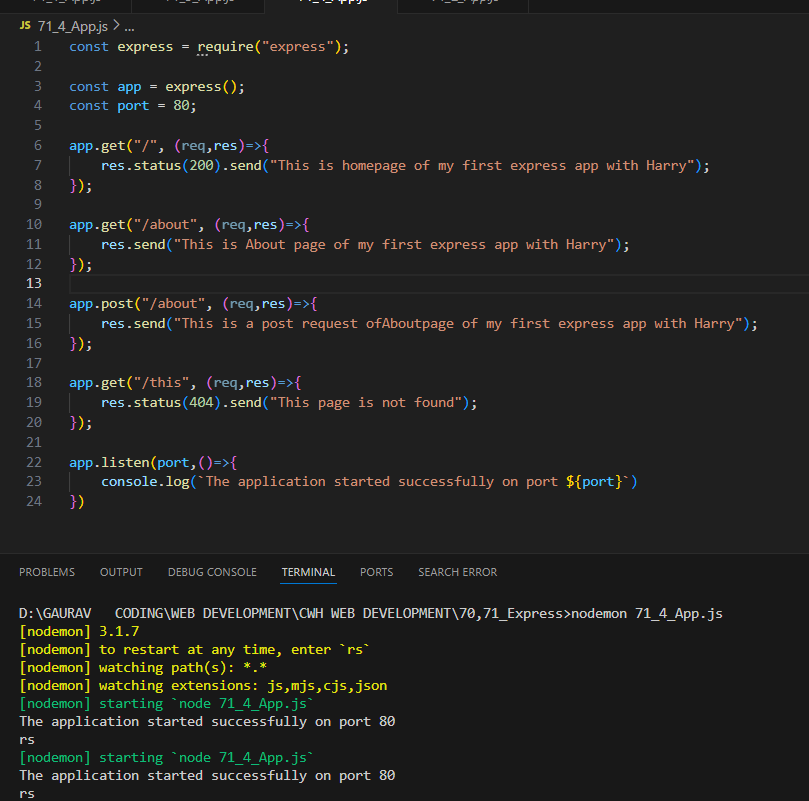 JS 71_4_App.js > ...
1 const express = require("express");
2
3 const app = express();
4 const port = 80;
5
6 app.get("/", (req,res)=>{
7 res.status(200).send("This is homepage of my first express app with Harry");
8 });
9
10 app.get("/about", (req,res)=>{
11 res.send("This is About page of my first express app with Harry");
12 });
13
14 app.post("/about", (req,res)=>{
15 res.send("This is a post request ofAboutpage of my first express app with Harry");
16 });
17
18 app.get("/this", (req,res)=>{
19 res.status(404).send("This page is not found");
20 });
21
22 app.listen(port,()=>{
23 console.log(`The application started successfully on port ${port}`)
24 })
PROBLEMS OUTPUT DEBUG CONSOLE TERMINAL PORTS SEARCH ERROR
D:\GAURAV   CODING\WEB DEVELOPMENT\CWH WEB DEVELOPMENT\70,71_Express>nodemon 71_4_App.js
[nodemon] 3.1.7
[nodemon] to restart at any time, enter `rs`
[nodemon] watching path(s): *.*
[nodemon] watching extensions: js,mjs,cjs,json
[nodemon] starting `node 71_4_App.js`
The application started successfully on port 80
rs
[nodemon] starting `node 71_4_App.js`
The application started successfully on port 80
rs